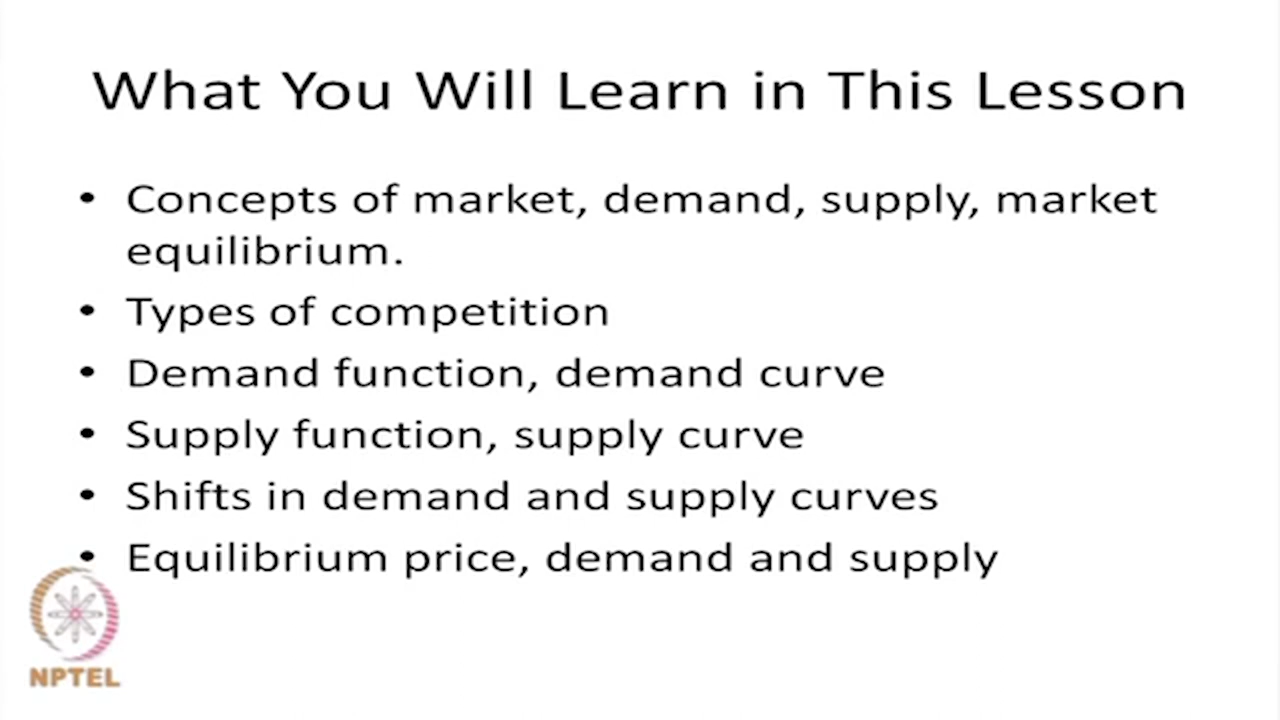 What You Will Learn in This Lesson
• Concepts of market, demand, supply, market
equilibrium.
• Types of competition
• Demand function, demand curve
• Supply function, supply curve
• Shifts in demand and supply curves
• Equilibrium price, demand and supply
NPTEL